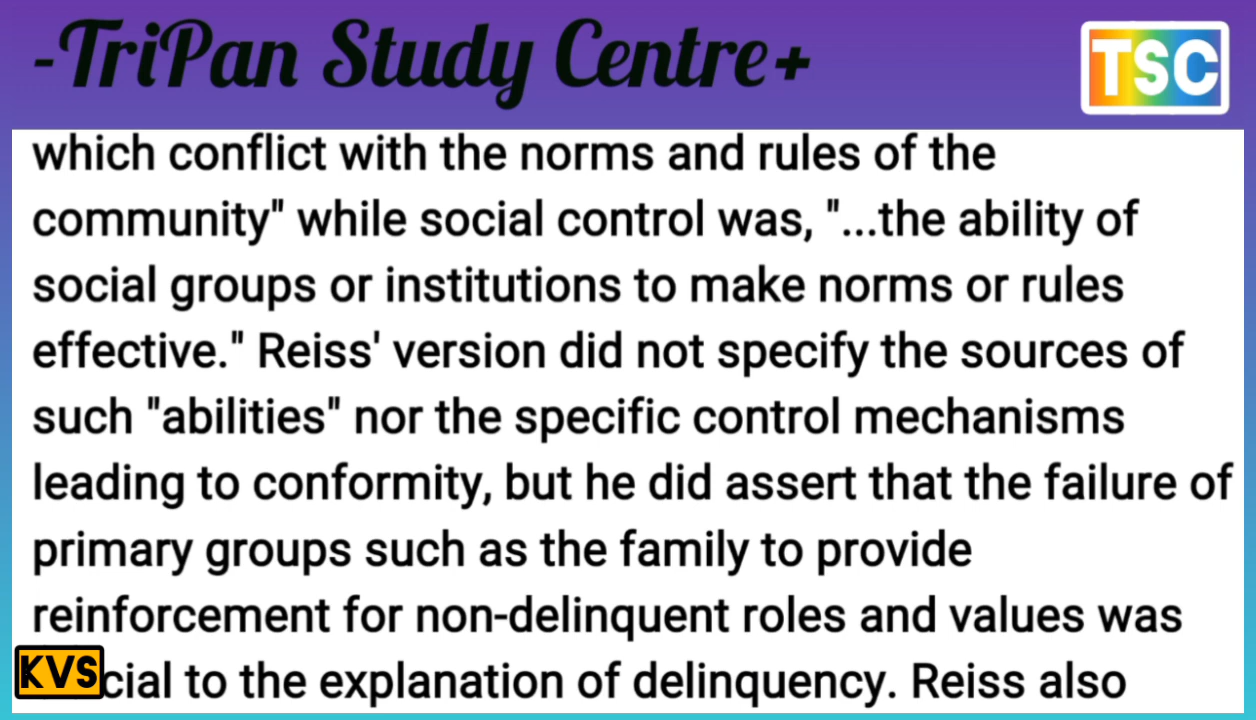 -TriPan Study Centre+
TSC
which conflict with the norms and rules of the
community" while social control was, "...the ability of
social groups or institutions to make norms or rules
effective." Reiss' version did not specify the sources of
such "abilities" nor the specific control mechanisms
leading to conformity, but he did assert that the failure of
primary groups such as the family to provide
reinforcement for non-delinquent roles and values was
KVS
cial to the explanation of delinquency. Reiss also